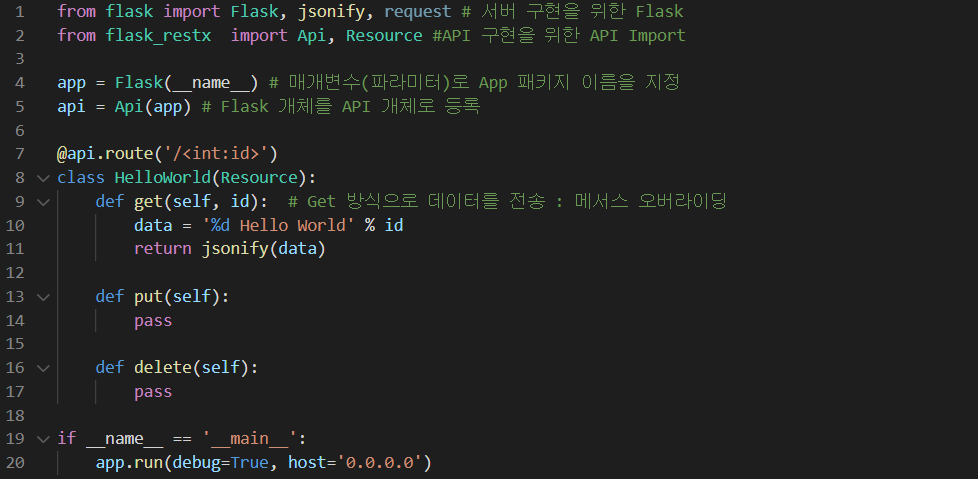 1 from flask import Flask, jsonify, request # 서버 구현을 위한 Flask
2 from flask_restx  import Api, Resource #API 구현을 위한 API Import
3
4 app = Flask(__name__) # 매개변수(파라미터)로 App 패키지 이름을 지정
5 api = Api(app) # Flask 개체를 API 개체로 등록
6
7 @api.route('/<int:id>')
8 class HelloWorld(Resource):
9     def get(self, id):  # Get 방식으로 데이터를 전송 : 메서스 오버라이딩
10         data = '%d Hello World' % id
11         return jsonify(data)
12
13     def put(self):
14         pass
15
16     def delete(self):
17         pass
18
19 if __name__ == '__main__':
20     app.run(debug=True, host='0.0.0.0')